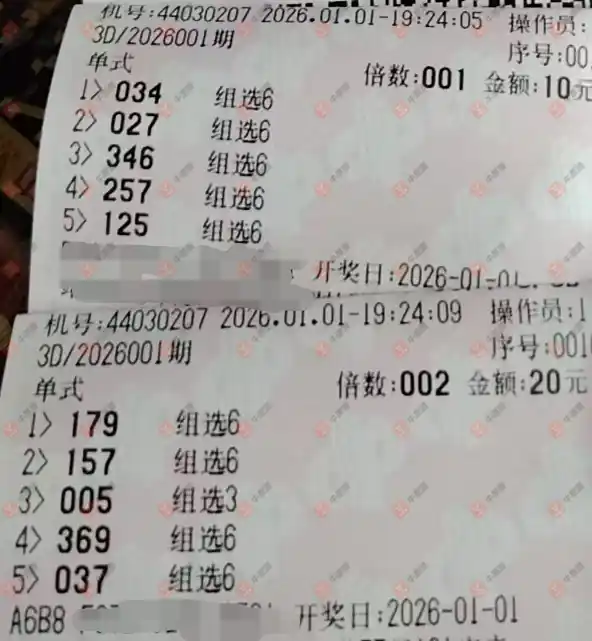 机号:44030207 2026.01.01-19:24:05 操作员:
3D/2026001期 序号:00
单式 倍数:001 金额:10元
1> 034 组选6
2> 027 组选6
3> 346 组选6
4> 257 组选6
5> 125 组选6
开奖日:2026-01-01
机号:44030207 2026.01.01-19:24:09 操作员:1
3D/2026001期 序号:001
单式 倍数:002 金额:20元
1> 179 组选6
2> 157 组选6
3> 005 组选3
4> 369 组选6
5> 037 组选6
A6B8 开奖日:2026-01-01